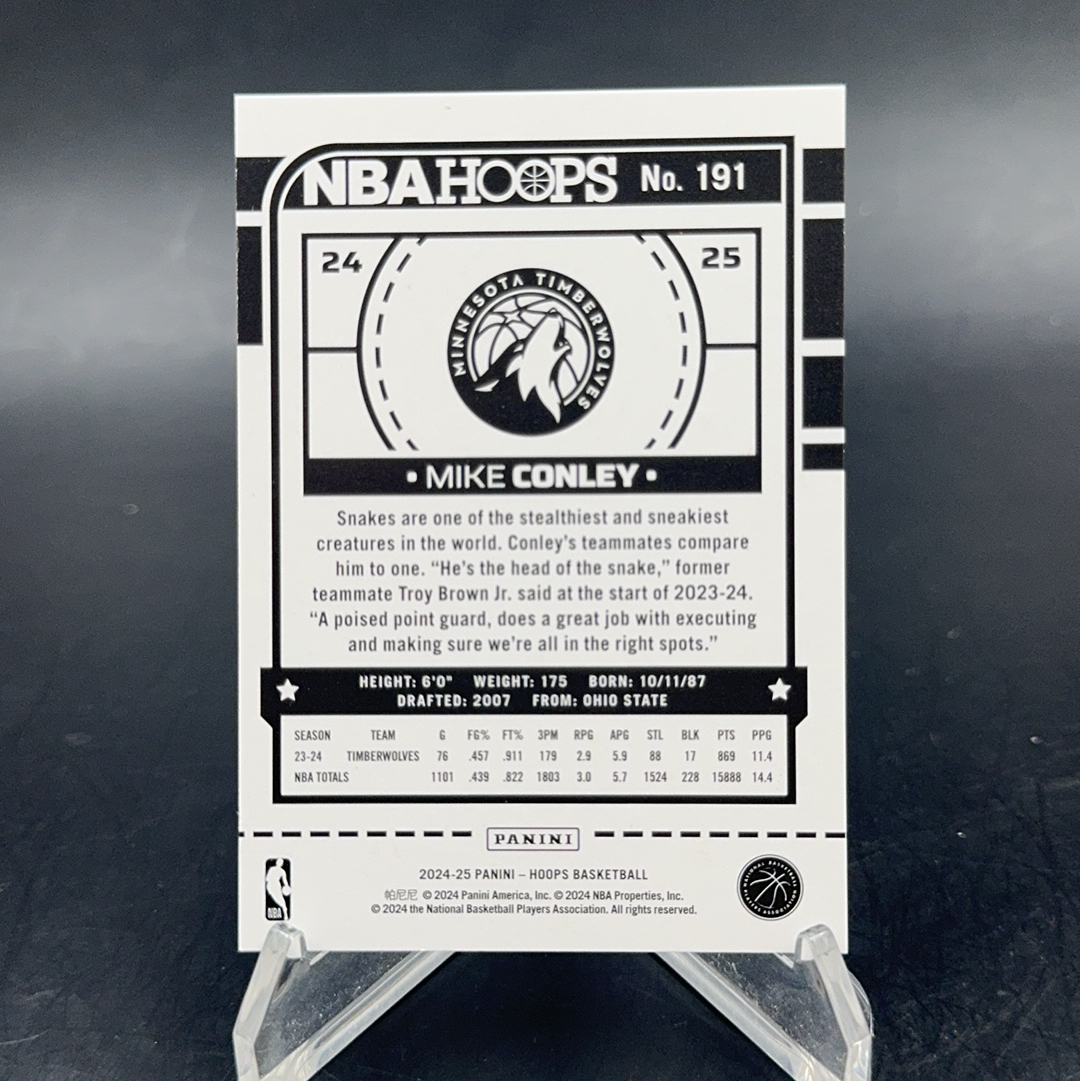 NBA HOOPS No. 191
24 25
MINNESOTA TIMBERWOLVES
• MIKE CONLEY •
Snakes are one of the stealthiest and sneakiest
creatures in the world. Conley's teammates compare
him to one. “He's the head of the snake,” former
teammate Troy Brown Jr. said at the start of 2023-24.
“A poised point guard, does a great job with executing
and making sure we're all in the right spots.”
HEIGHT: 6'0" WEIGHT: 175 BORN: 10/11/87
DRAFTED: 2007 FROM: OHIO STATE
SEASON TEAM G FG% FT% 3PM RPG APG STL BLK PTS PPG
23-24 TIMBERWOLVES 76 .457 .911 179 2.9 5.9 88 17 869 11.4
NBA TOTALS 1101 .439 .822 1803 3.0 5.7 1524 228 15888 14.4
PANINI
2024-25 PANINI – HOOPS BASKETBALL
帕尼尼 © 2024 Panini America, Inc. © 2024 NBA Properties, Inc.
© 2024 the National Basketball Players Association. All rights reserved.
NBA
NATIONAL BASKETBALL PLAYERS ASSOCIATION